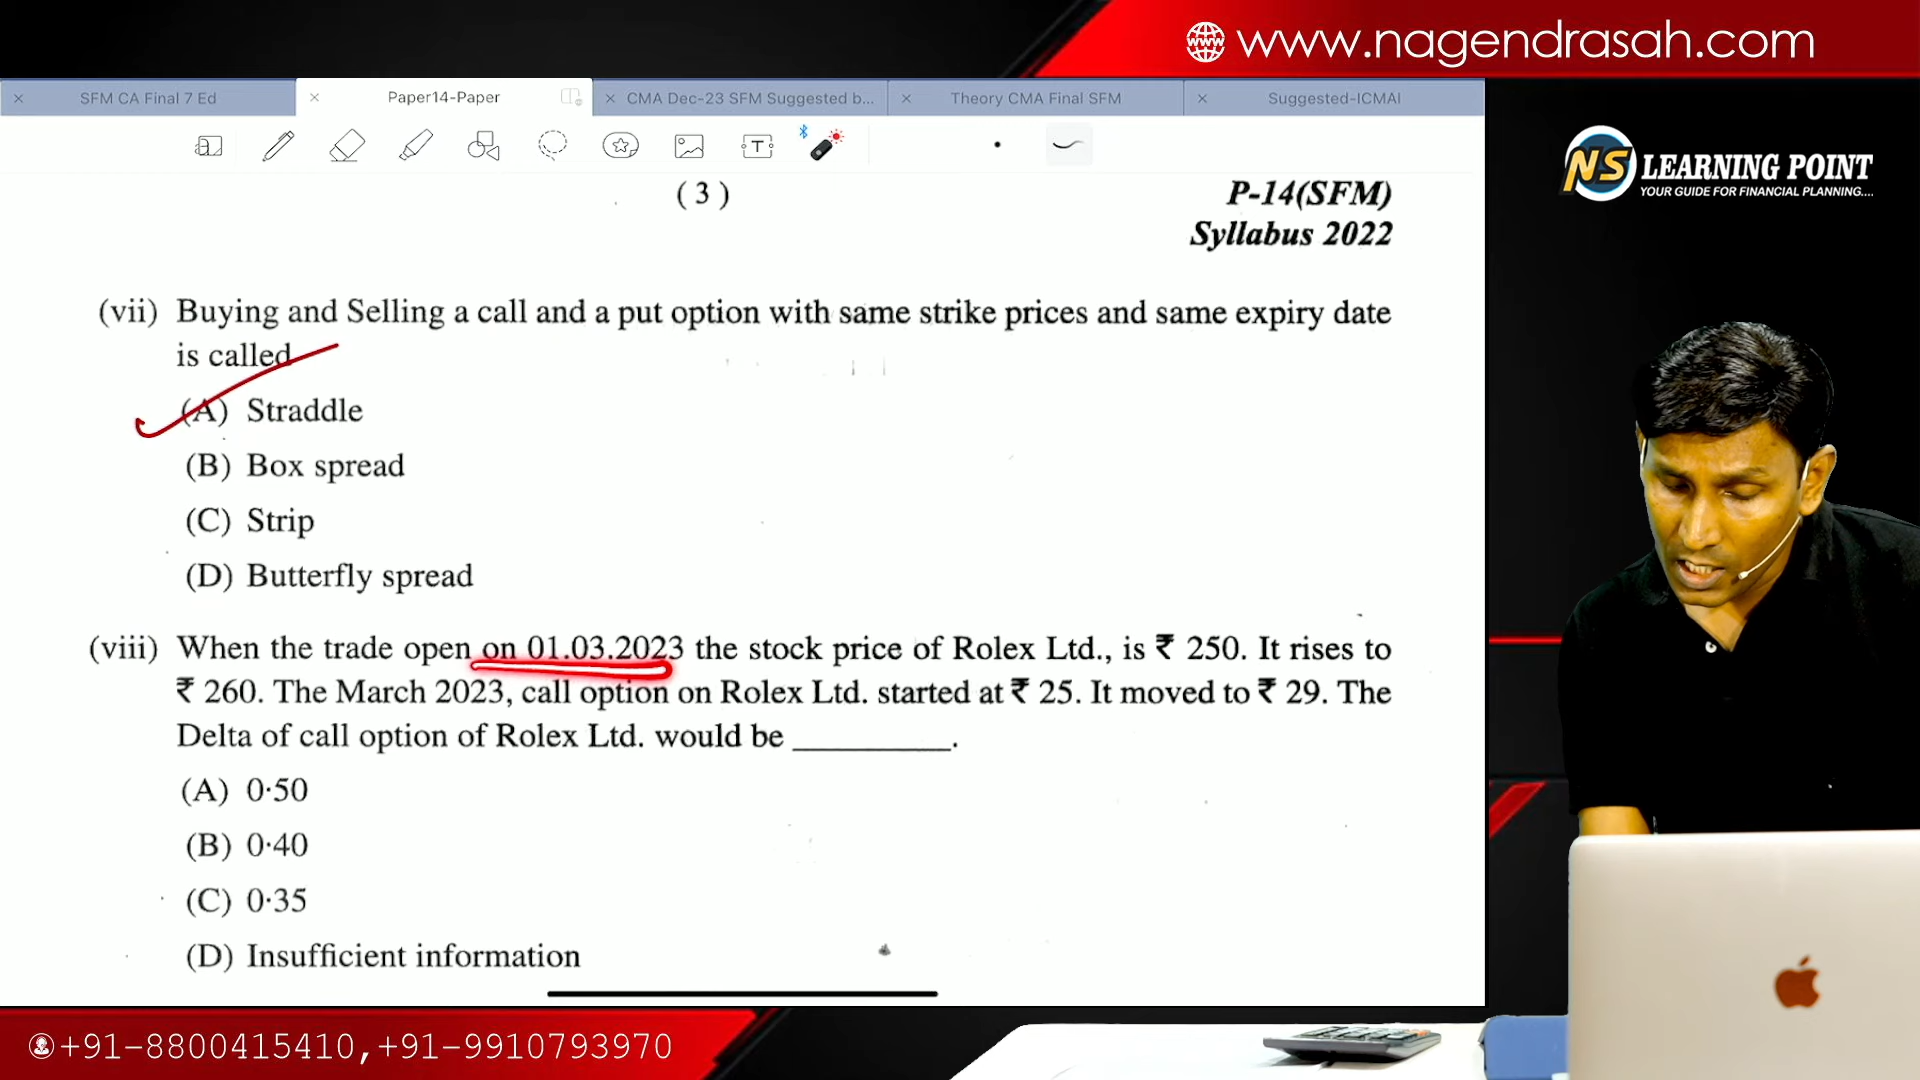 www.nagendrasah.com
SFM CA Final 7 Ed
Paper14-Paper
CMA Dec-23 SFM Suggested b...
Theory CMA Final SFM
Suggested-ICMAI
NS LEARNING POINT
YOUR GUIDE FOR FINANCIAL PLANNING....
( 3 )
P-14(SFM)
Syllabus 2022
(vii) Buying and Selling a call and a put option with same strike prices and same expiry date
is called
(A) Straddle
(B) Box spread
(C) Strip
(D) Butterfly spread
(viii) When the trade open on 01.03.2023 the stock price of Rolex Ltd., is ₹ 250. It rises to
₹ 260. The March 2023, call option on Rolex Ltd. started at ₹ 25. It moved to ₹ 29. The
Delta of call option of Rolex Ltd. would be __________.
(A) 0·50
(B) 0·40
(C) 0·35
(D) Insufficient information
+91-8800415410,+91-9910793970